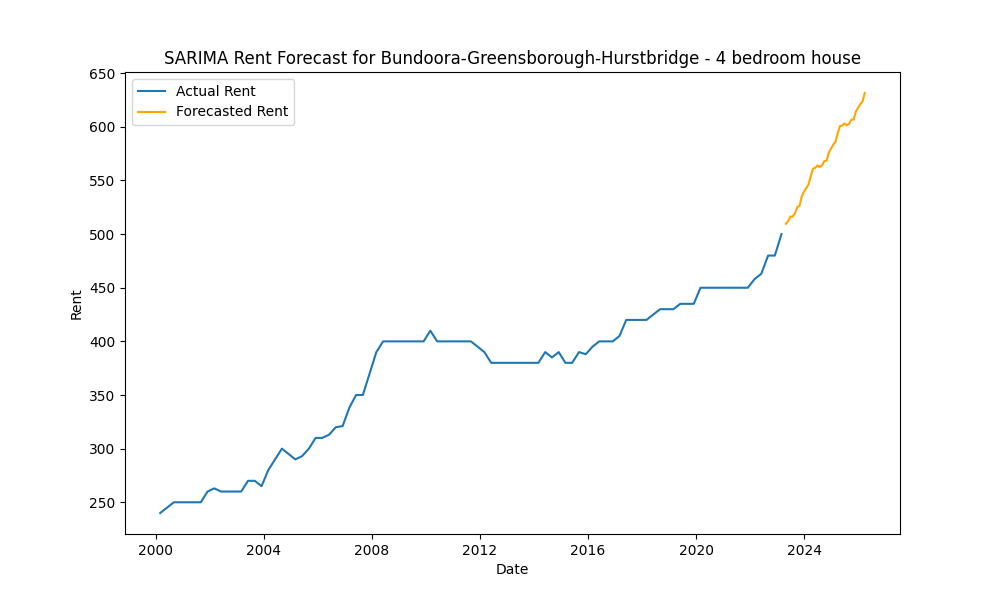 SARIMA Rent Forecast for Bundoora-Greensborough-Hurstbridge - 4 bedroom house
Actual Rent
Forecasted Rent
650
600
550
500
450
400
350
300
250
Rent
2000 2004 2008 2012 2016 2020 2024
Date